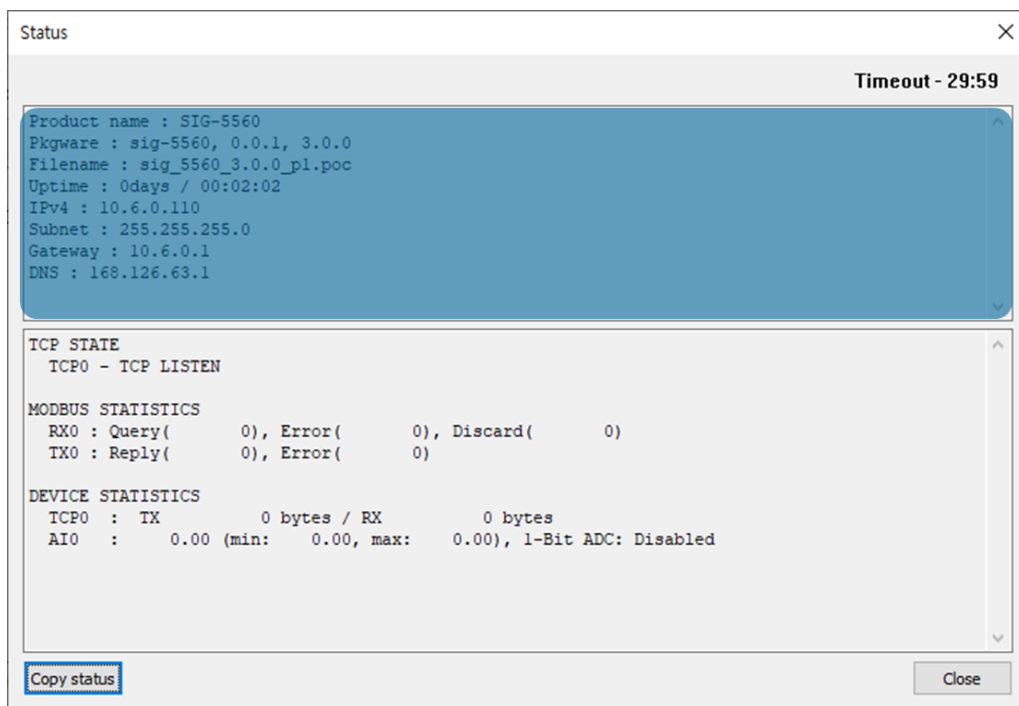 Status
Timeout - 29:59
Product name : SIG-5560
Pkgware : sig-5560, 0.0.1, 3.0.0
Filename : sig_5560_3.0.0_p1.poc
Uptime : 0days / 00:02:02
IPv4 : 10.6.0.110
Subnet : 255.255.255.0
Gateway : 10.6.0.1
DNS : 168.126.63.1
TCP STATE
TCP0 - TCP LISTEN
MODBUS STATISTICS
RX0 : Query( 0), Error( 0), Discard( 0)
TX0 : Reply( 0), Error( 0)
DEVICE STATISTICS
TCP0 : TX 0 bytes / RX 0 bytes
AI0 : 0.00 (min: 0.00, max: 0.00), 1-Bit ADC: Disabled
Copy status
Close